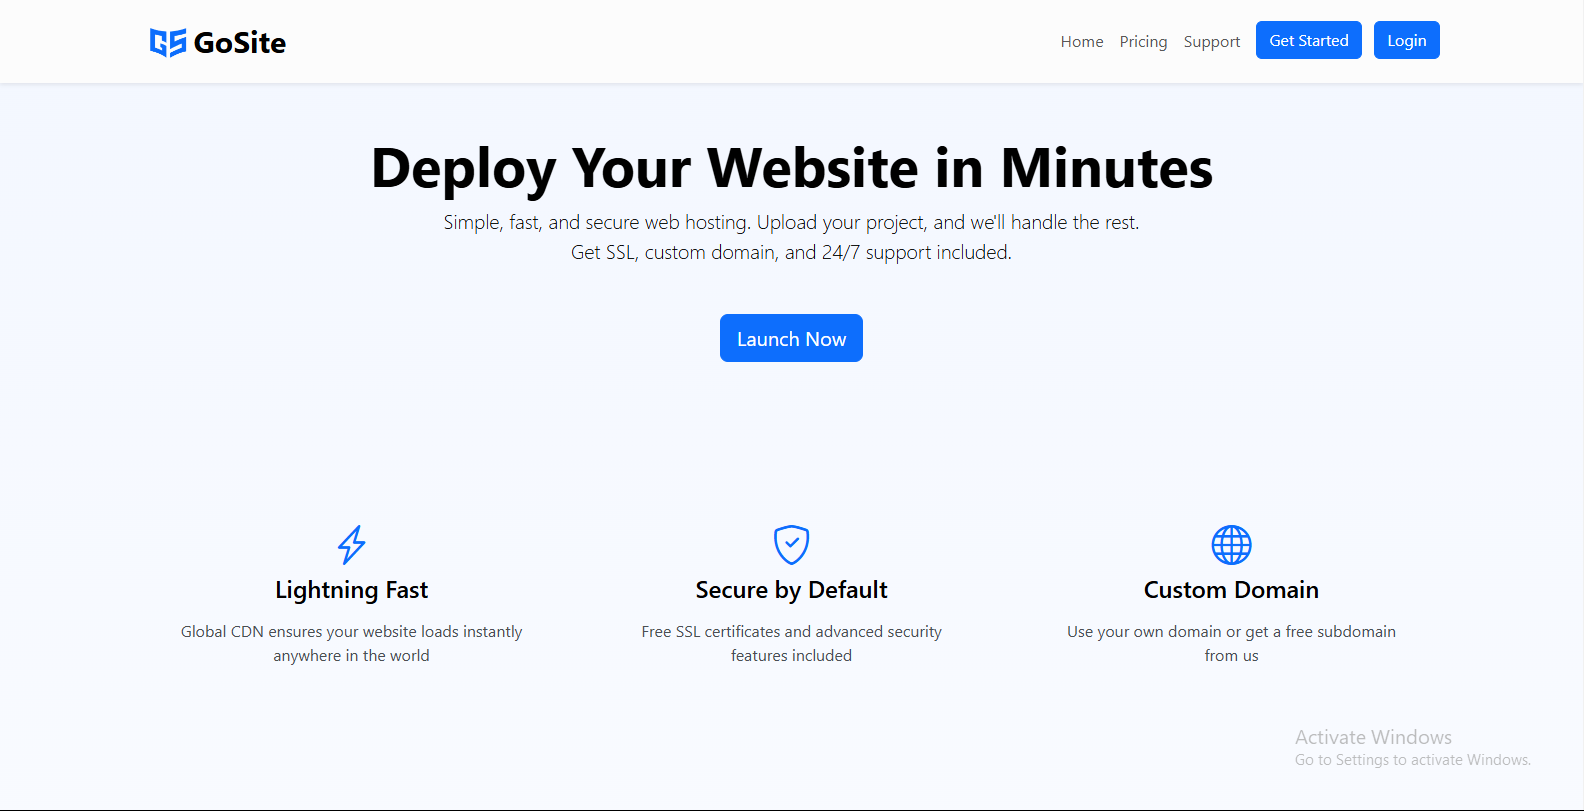 GS GoSite
Home Pricing Support Get Started Login
Deploy Your Website in Minutes
Simple, fast, and secure web hosting. Upload your project, and we'll handle the rest.
Get SSL, custom domain, and 24/7 support included.
Launch Now
Lightning Fast
Global CDN ensures your website loads instantly
anywhere in the world
Secure by Default
Free SSL certificates and advanced security
features included
Custom Domain
Use your own domain or get a free subdomain
from us
Activate Windows
Go to Settings to activate Windows.